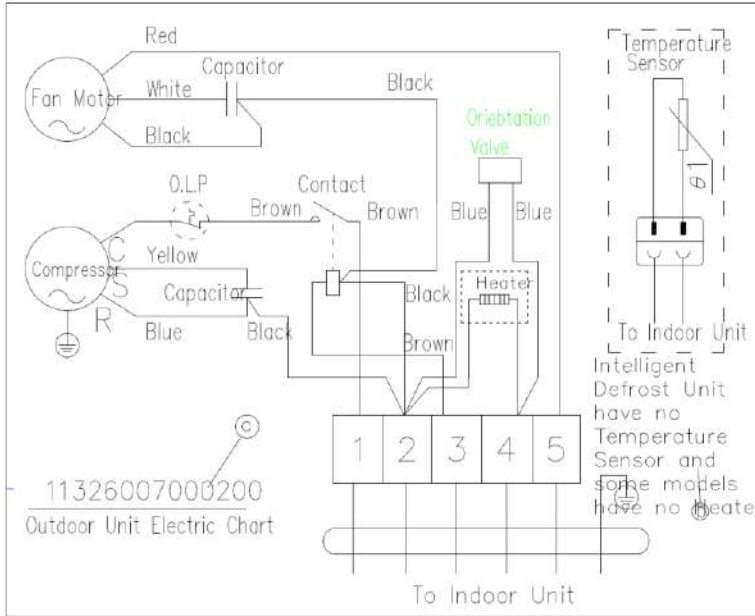 Red
Capacitor
Fan Motor
White
Black
Black
Temperature
Sensor
Oriebtation
Valve
O.L.P
Contact
Brown
Brown
Blue
Blue
θ1
C
Compressor
Yellow
S
Capacitor
R
Blue
Black
Black
Heater
Brown
To Indoor Unit
Intelligent
Defrost Unit
have no
Temperature
Sensor and
some models
have no Heate
1 2 3 4 5
C
11326007000200
Outdoor Unit Electric Chart
To Indoor Unit